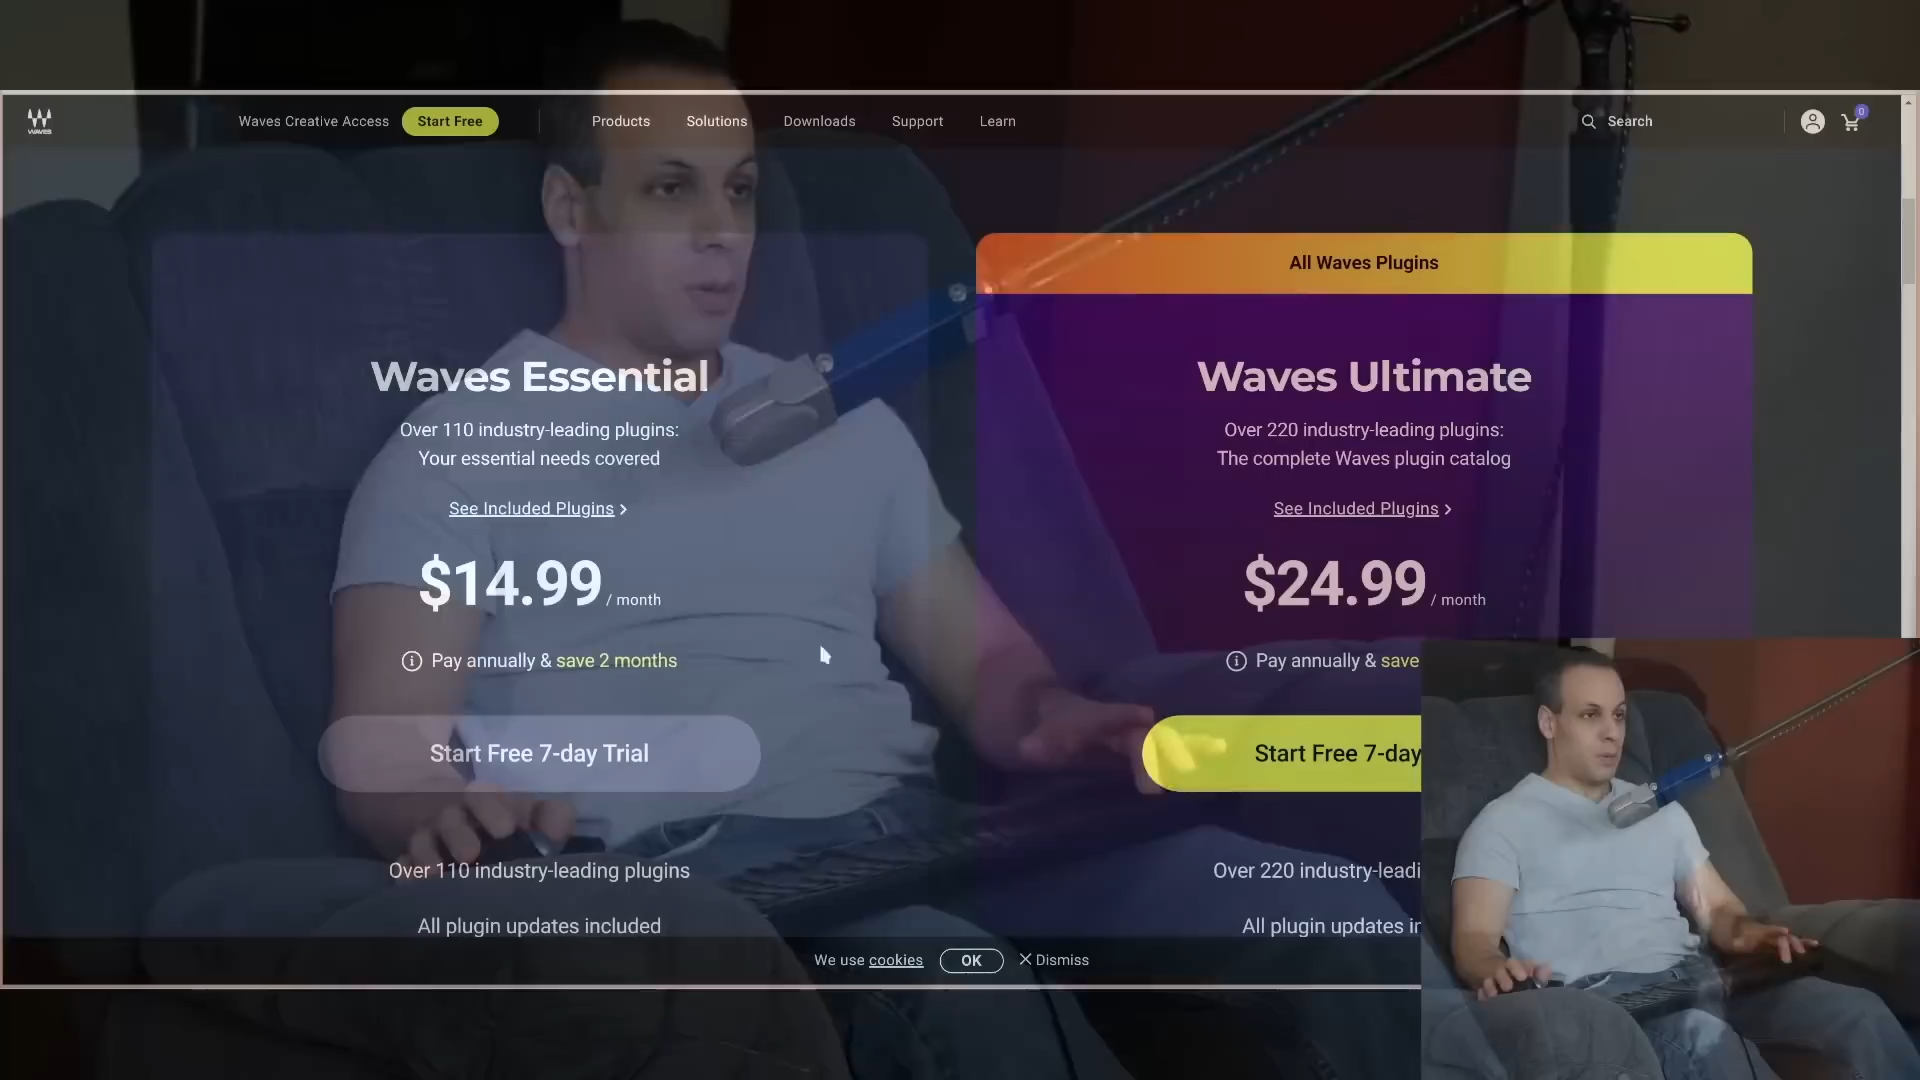 WAVES
Waves Creative Access Start Free Products Solutions Downloads Support Learn Search 0
All Waves Plugins
Waves Essential
Over 110 industry-leading plugins:
Your essential needs covered
See Included Plugins >
$14.99 / month
Pay annually & save 2 months
Start Free 7-day Trial
Over 110 industry-leading plugins
All plugin updates included
Waves Ultimate
Over 220 industry-leading plugins:
The complete Waves plugin catalog
See Included Plugins >
$24.99 / month
Pay annually & save
Start Free 7-day
Over 220 industry-leadi
All plugin updates
We use cookies OK Dismiss